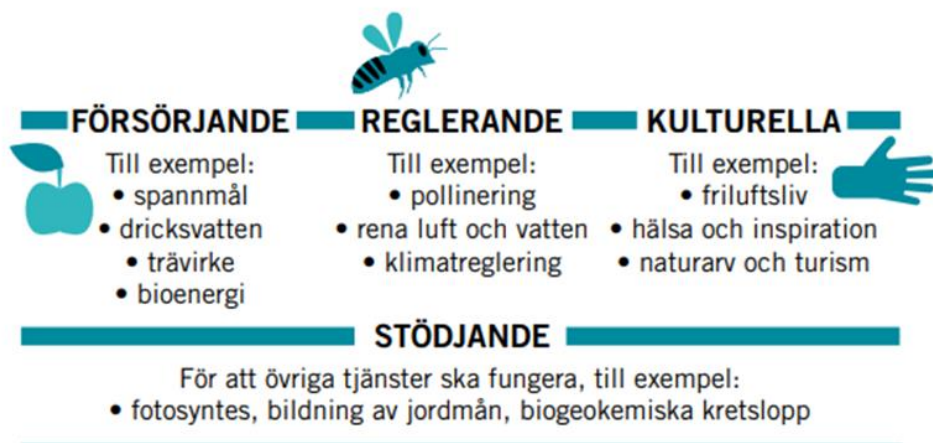 FÖRSÖRJANDE
Till exempel:
• spannmål
• dricksvatten
• trävirke
• bioenergi
REGLERANDE
Till exempel:
• pollinering
• rena luft och vatten
• klimatreglering
KULTURELLA
Till exempel:
• friluftsliv
• hälsa och inspiration
• naturarv och turism
STÖDJANDE
För att övriga tjänster ska fungera, till exempel:
• fotosyntes, bildning av jordmån, biogeokemiska kretslopp